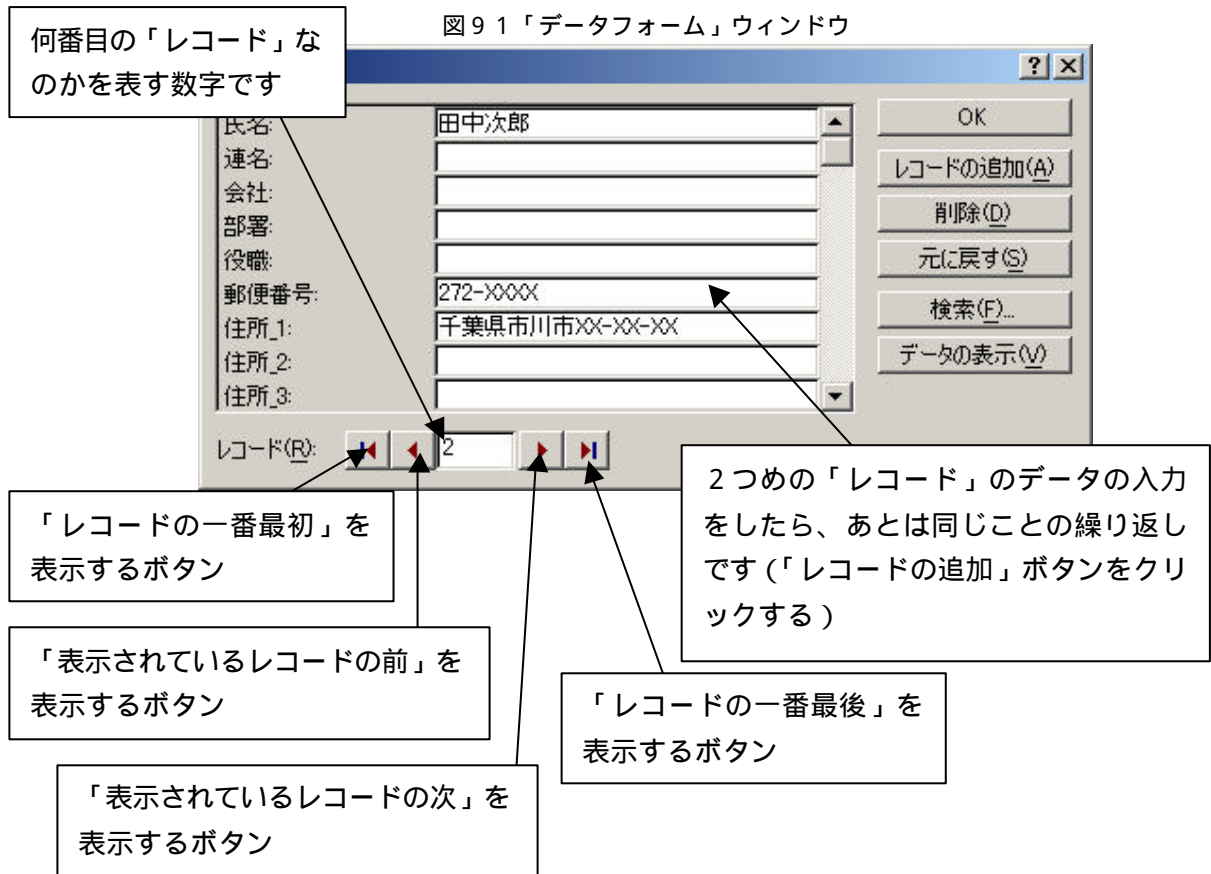 図９１「データフォーム」ウィンドウ
何番目の「レコード」な
のかを表す数字です
氏名:
田中次郎
連名:
会社:
部署:
役職:
郵便番号:
272-XXXX
住所_1:
千葉県市川市XX-XX-XX
住所_2:
住所_3:
OK
レコードの追加(A)
削除(D)
元に戻す(S)
検索(F)...
データの表示(V)
レコード(R):
2
２つめの「レコード」のデータの入力
をしたら、あとは同じことの繰り返し
です（「レコードの追加」ボタンをクリ
ックする）
「レコードの一番最初」を
表示するボタン
「表示されているレコードの前」を
表示するボタン
「レコードの一番最後」を
表示するボタン
「表示されているレコードの次」を
表示するボタン